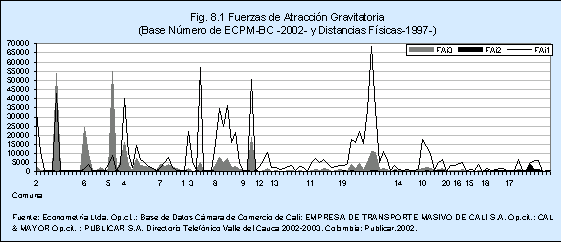 Fig. 8.1 Fuerzas de Atracción Gravitatoria
(Base Número de ECPM-BC -2002- y Distancias Físicas-1997-)
FAi3 FAi2 FAi1
70000
65000
60000
55000
50000
45000
40000
35000
30000
25000
20000
15000
10000
5000
0
2 6 5 4 7 1 3 8 9 12 13 11 19 14 10 20 16 15 18 17
Comuna
Fuente: Econometría Ltda. Op.cit.: Base de Datos Cámara de Comercio de Cali: EMPRESA DE TRANSPORTE MASIVO DE CALI S.A. Op.cit.: CAL
& MAYOR Op.cit. : PUBLICAR S.A. Directorio Telefónico Valle del Cauca 2002-2003. Colombia: Publicar.2002.